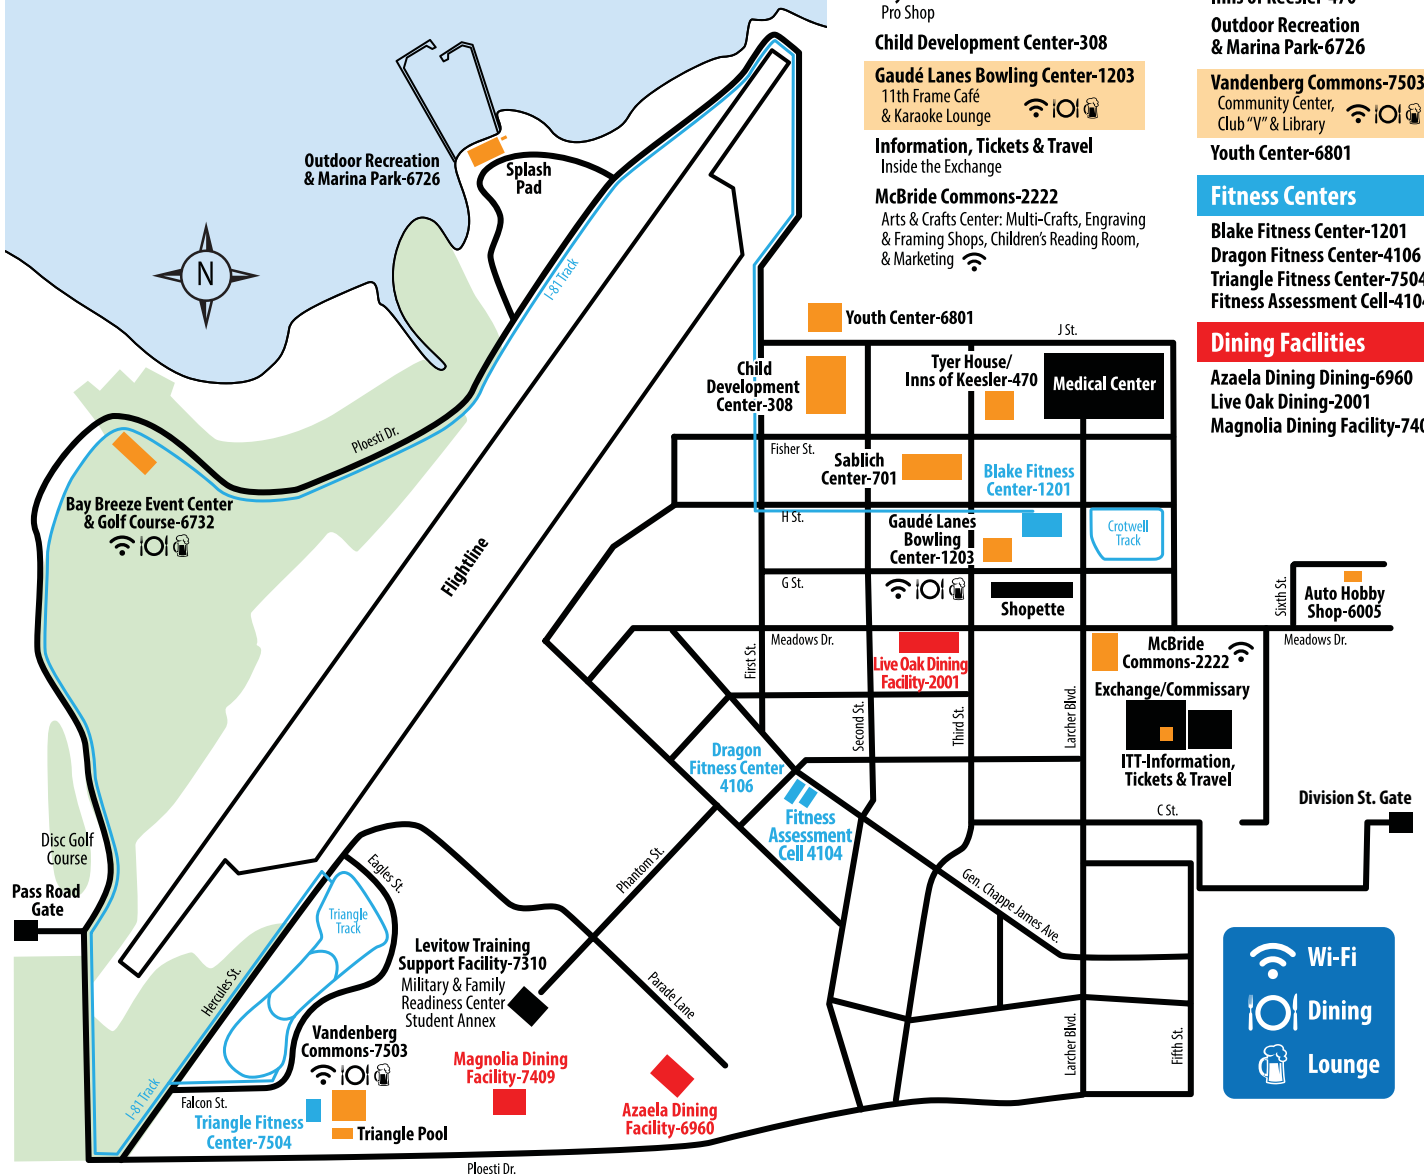 Pro Shop
Child Development Center-308
Gaudé Lanes Bowling Center-1203
11th Frame Café
& Karaoke Lounge
Information, Tickets & Travel
Inside the Exchange
McBride Commons-2222
Arts & Crafts Center: Multi-Crafts, Engraving
& Framing Shops, Children's Reading Room,
& Marketing
Outdoor Recreation
& Marina Park-6726
Vandenberg Commons-7503
Community Center,
Club "V" & Library
Youth Center-6801
Fitness Centers
Blake Fitness Center-1201
Dragon Fitness Center-4106
Triangle Fitness Center-7504
Fitness Assessment Cell-4104
Dining Facilities
Azaela Dining Dining-6960
Live Oak Dining-2001
Magnolia Dining Facility-740
Outdoor Recreation
& Marina Park-6726
Splash
Pad
N
I-81 Track
Youth Center-6801
J St.
Child
Development
Center-308
Tyer House/
Inns of Keesler-470
Medical Center
Ploesti Dr.
Fisher St.
Sablich
Center-701
Blake Fitness
Center-1201
Bay Breeze Event Center
& Golf Course-6732
H St.
Gaudé Lanes
Bowling
Center-1203
Crotwell
Track
Flightline
G St.
Shopette
Sixth St.
Auto Hobby
Shop-6005
Meadows Dr.
Meadows Dr.
First St.
Live Oak Dining
Facility-2001
McBride
Commons-2222
Exchange/Commissary
Second St.
Third St.
Larcher Blvd.
ITT-Information,
Tickets & Travel
Dragon
Fitness Center
4106
Fitness
Assessment
Cell 4104
C St.
Division St. Gate
Disc Golf
Course
Pass Road
Gate
Eagles St.
Phantom St.
Gen. Chappe James Ave.
Triangle
Track
Levitow Training
Support Facility-7310
Military & Family
Readiness Center
Student Annex
Hercules St.
Parade Lane
Vandenberg
Commons-7503
Magnolia Dining
Facility-7409
Larcher Blvd.
Fifth St.
I-81 Track
Falcon St.
Triangle Fitness
Center-7504
Triangle Pool
Azaela Dining
Facility-6960
Ploesti Dr.
Wi-Fi
Dining
Lounge